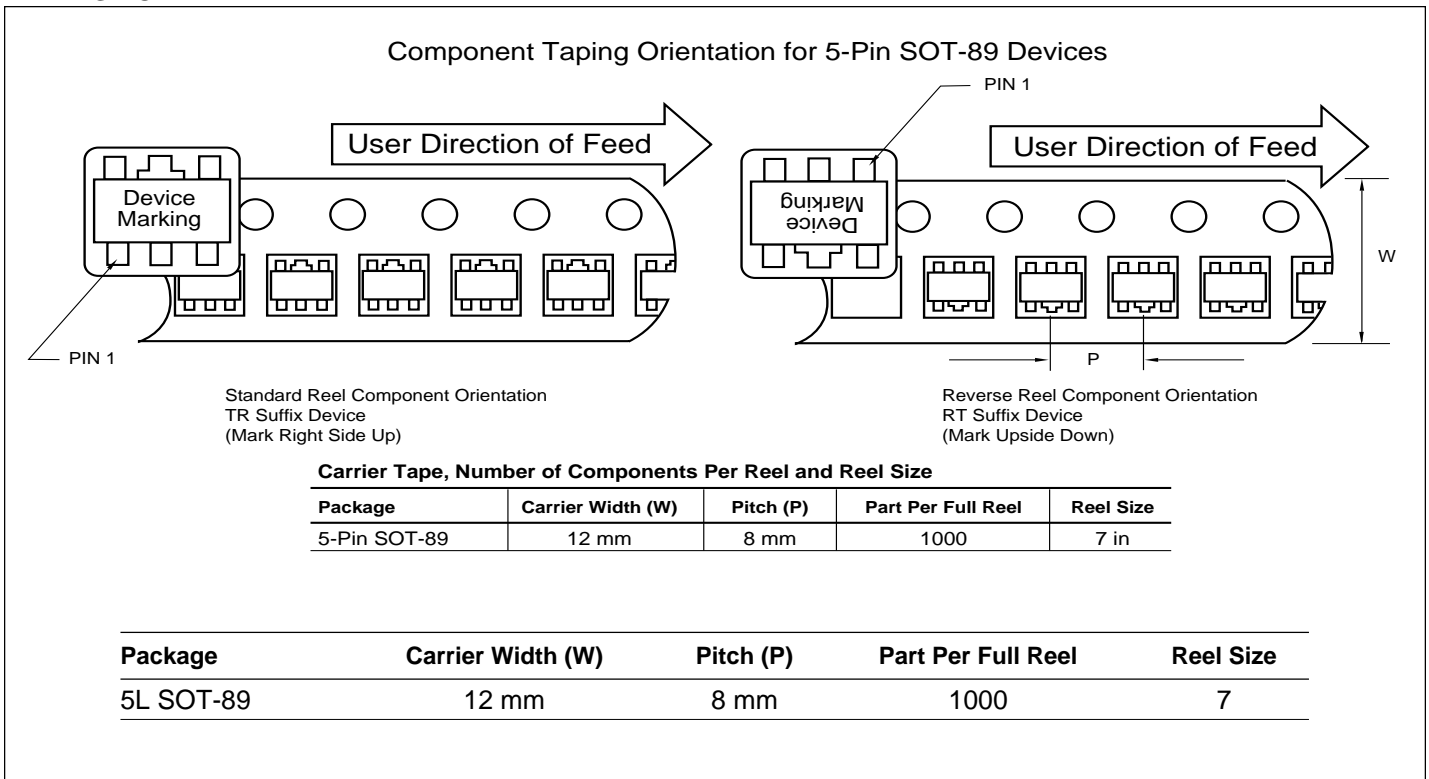 Component Taping Orientation for 5-Pin SOT-89 Devices
PIN 1
User Direction of Feed
User Direction of Feed
Device
Marking
Device
Marking
W
PIN 1
P
Standard Reel Component Orientation
TR Suffix Device
(Mark Right Side Up)
Reverse Reel Component Orientation
RT Suffix Device
(Mark Upside Down)
Carrier Tape, Number of Components Per Reel and Reel Size
Package Carrier Width (W) Pitch (P) Part Per Full Reel Reel Size
5-Pin SOT-89 12 mm 8 mm 1000 7 in
Package Carrier Width (W) Pitch (P) Part Per Full Reel Reel Size
5L SOT-89 12 mm 8 mm 1000 7